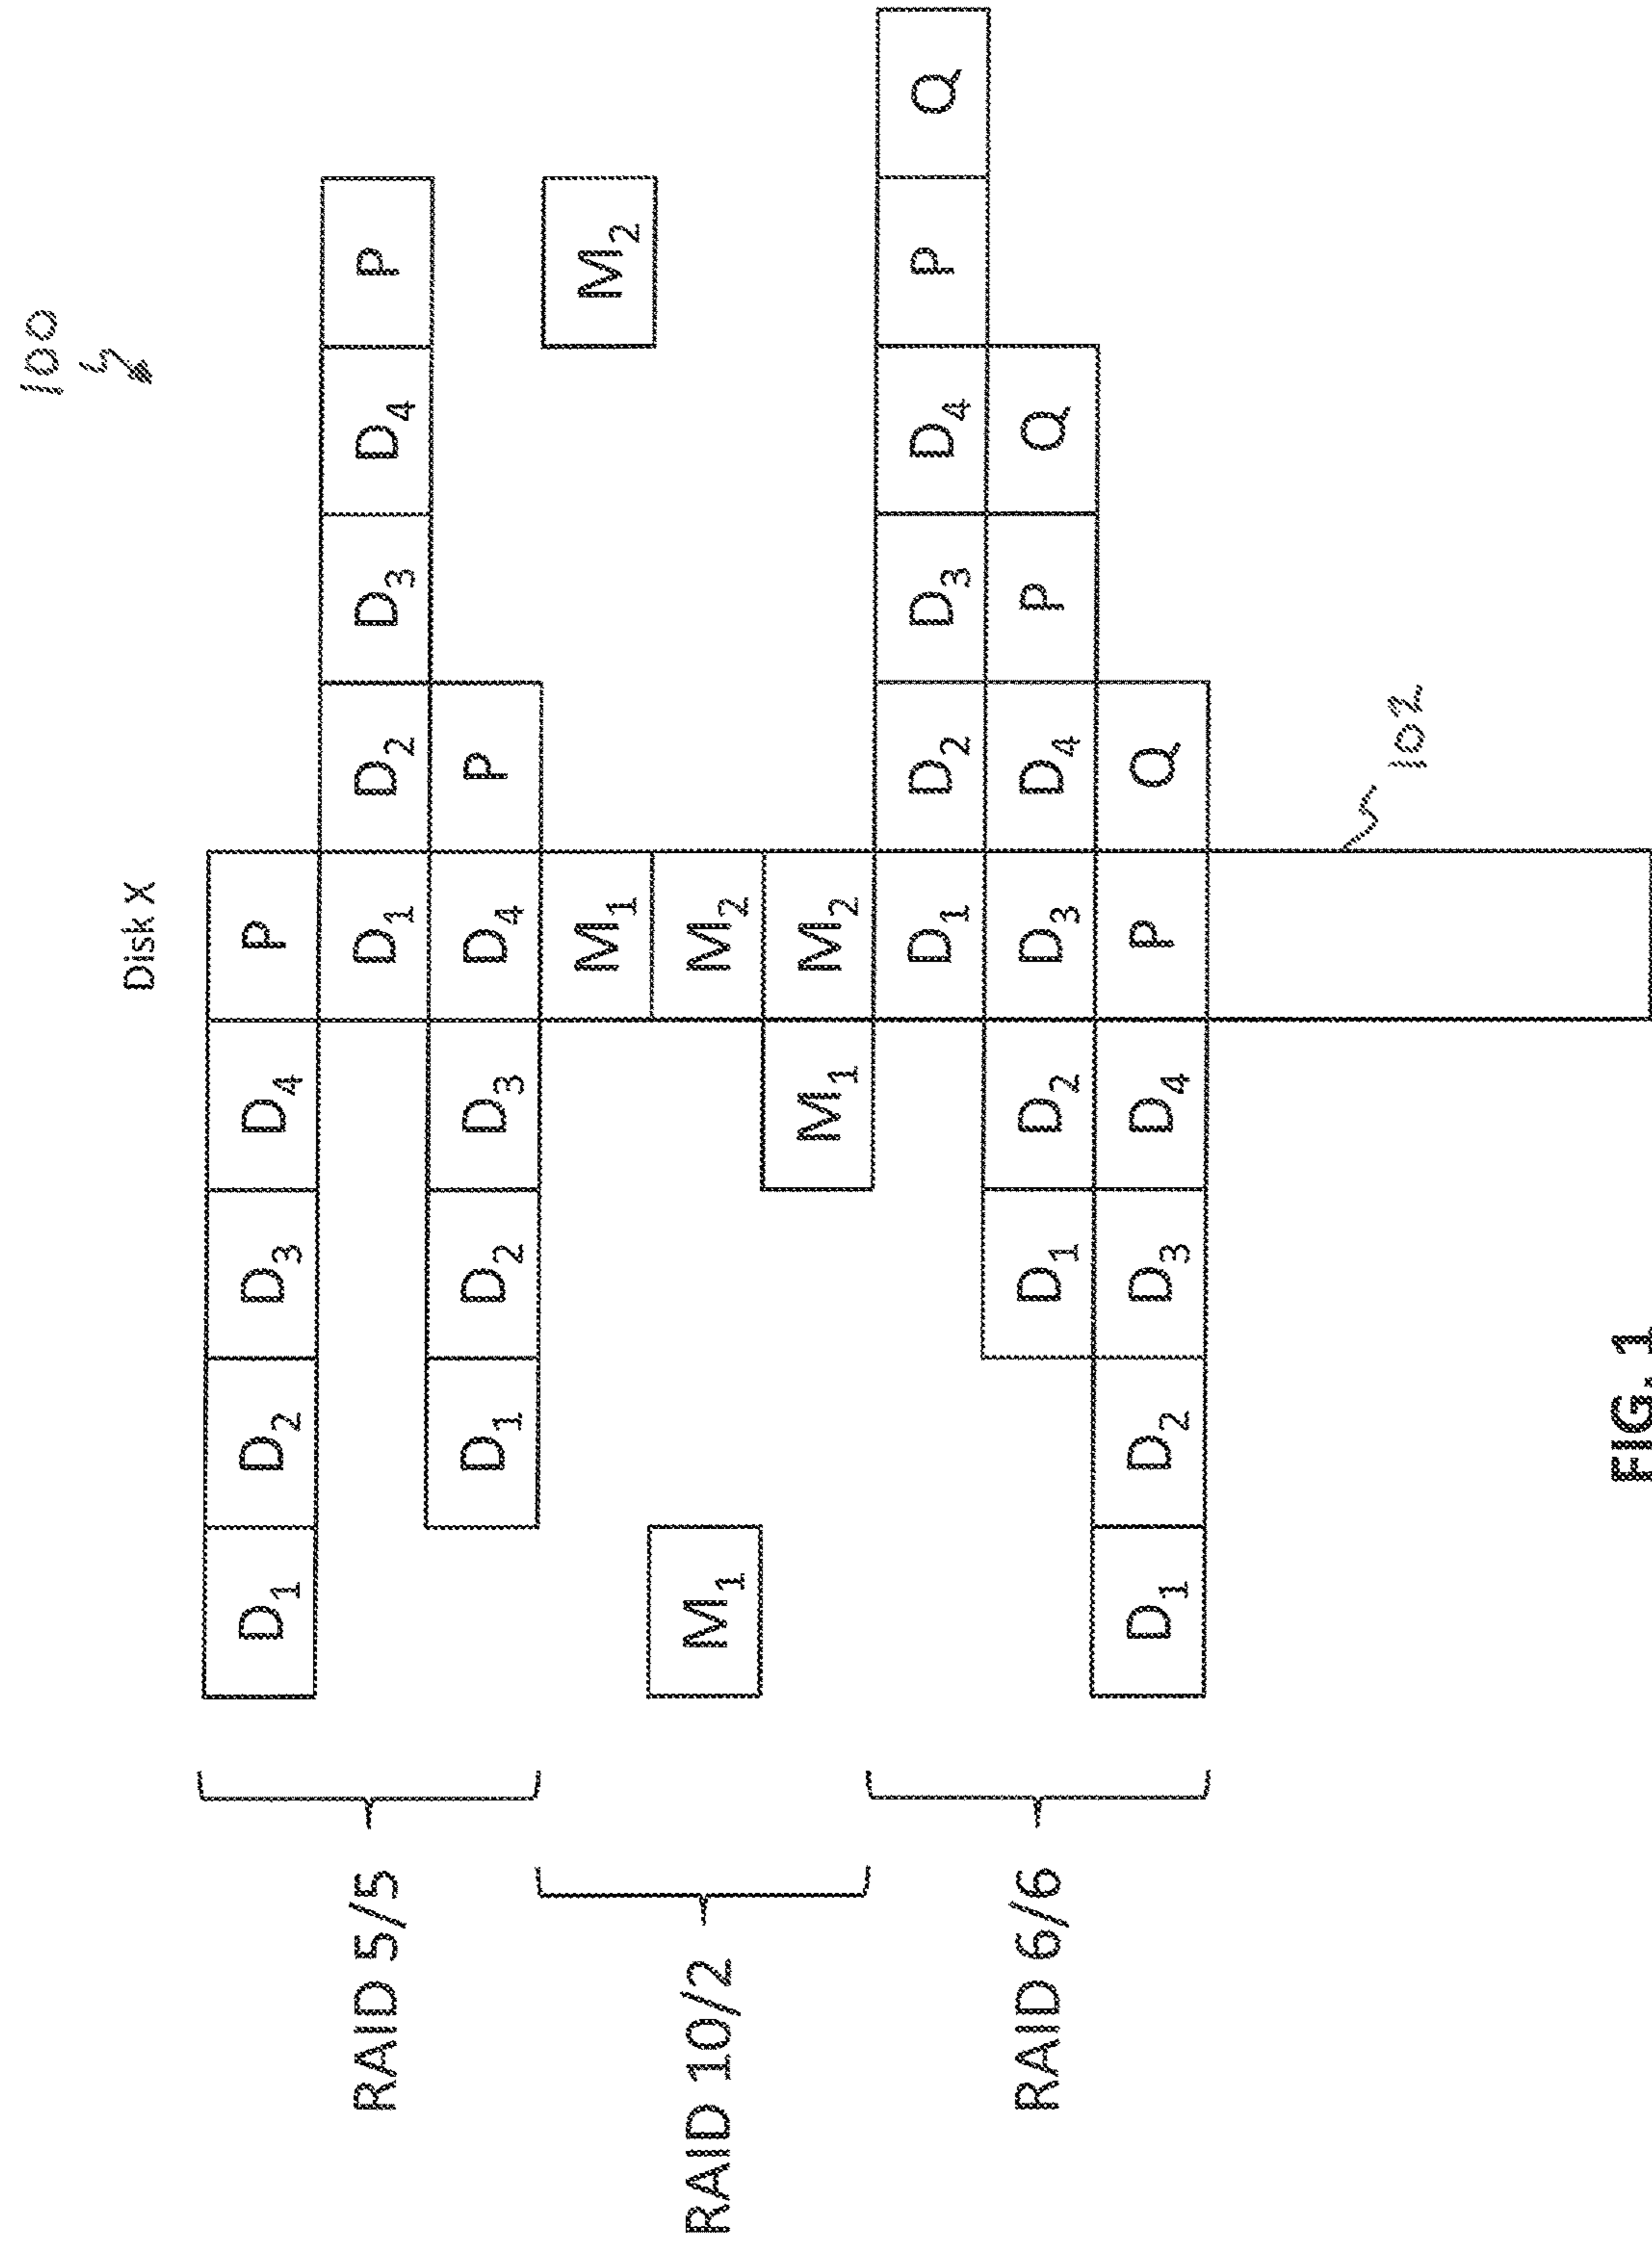 100
Disk X
D1 D2 D3 D4 P
RAID 5/5 D1 D2 D3 D4 P
D1 D2 D3 D4 P
M1 M2
RAID 10/2 M1 M2
M1 M2
D1 D2 D3 D4 P Q
RAID 6/6 D1 D2 D3 D4 P Q
D1 D2 D3 D4 P Q
102
FIG. 1